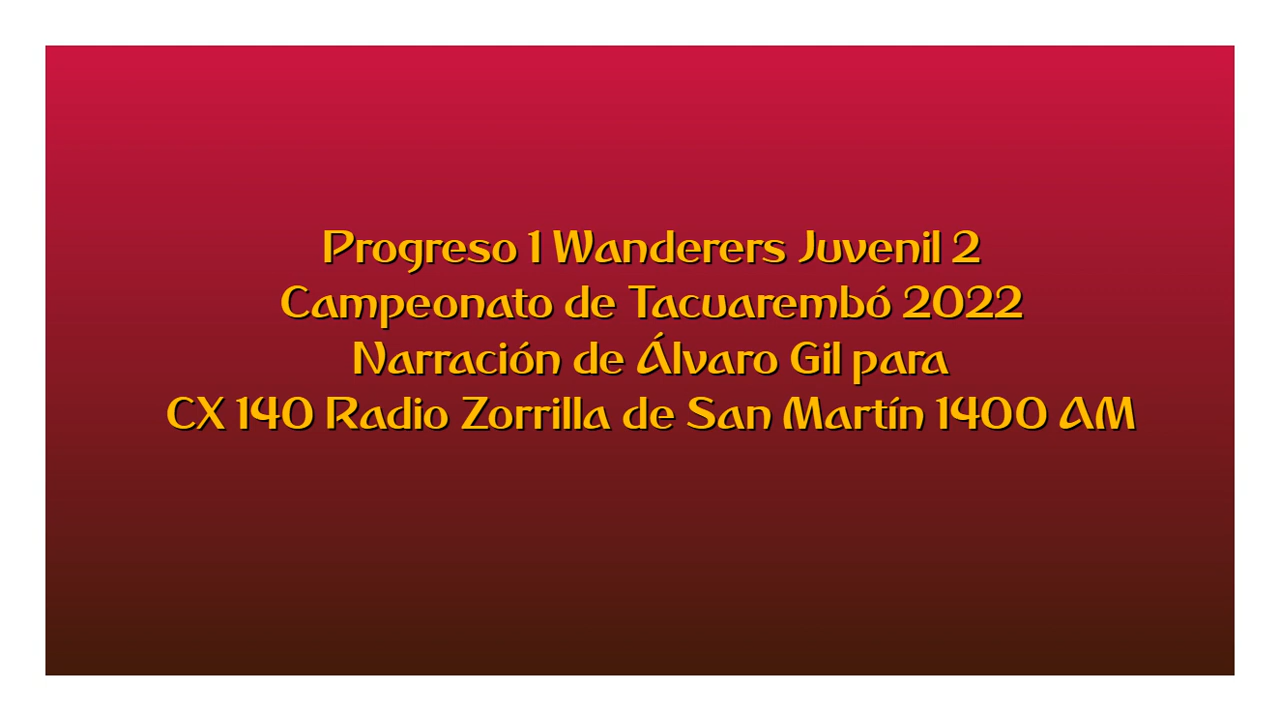 Progreso 1 Wanderers Juvenil 2
Campeonato de Tacuarembó 2022
Narración de Álvaro Gil para
CX 140 Radio Zorrilla de San Martín 1400 AM